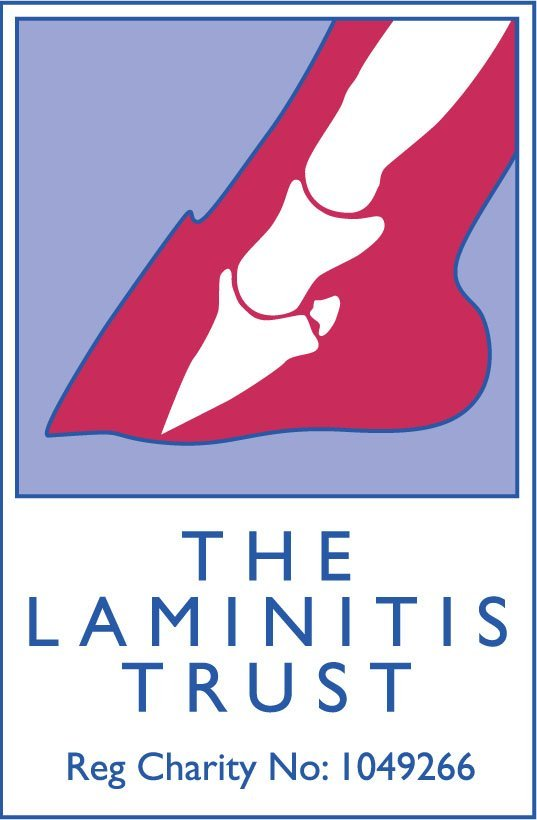 THE
LAMINITIS
TRUST
Reg Charity No: 1049266